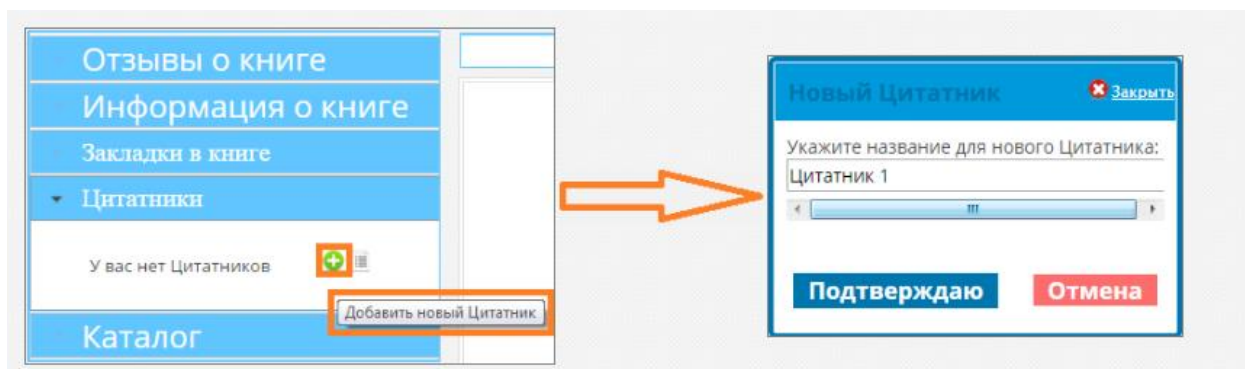 Отзывы о книге
Информация о книге
Закладки в книге
Цитатники
У вас нет Цитатников
Добавить новый Цитатник
Каталог
Новый Цитатник
Закрыть
Укажите название для нового Цитатника:
Цитатник 1
Подтверждаю
Отмена